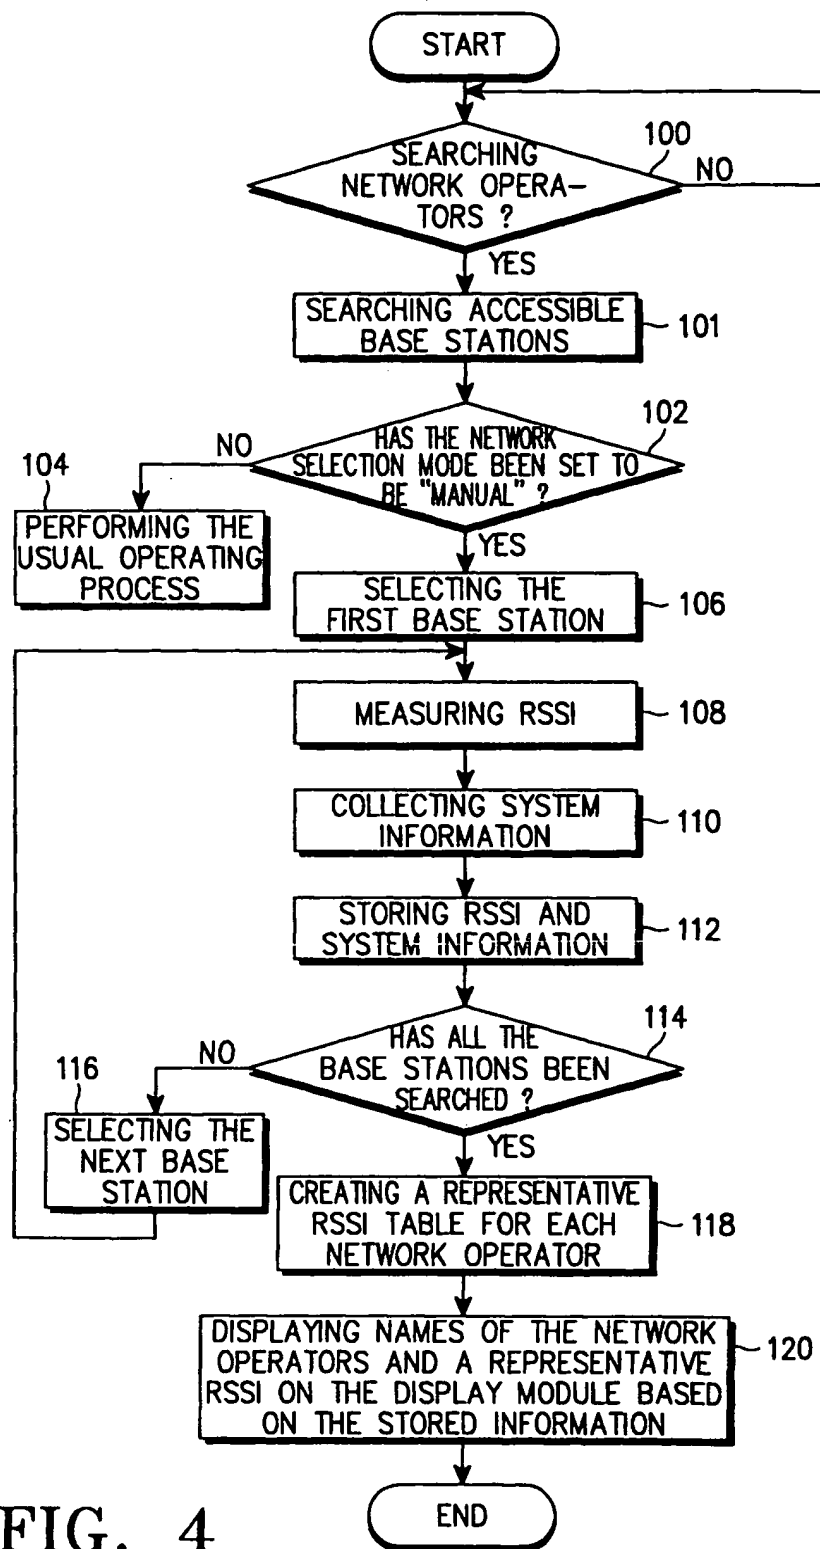 START
100
SEARCHING
NETWORK OPERA-
TORS ?
NO
YES
SEARCHING ACCESSIBLE
BASE STATIONS
101
102
HAS THE NETWORK
SELECTION MODE BEEN SET TO
BE "MANUAL" ?
NO
104
PERFORMING THE
USUAL OPERATING
PROCESS
YES
SELECTING THE
FIRST BASE STATION
106
MEASURING RSSI
108
COLLECTING SYSTEM
INFORMATION
110
STORING RSSI AND
SYSTEM INFORMATION
112
114
HAS ALL THE
BASE STATIONS BEEN
SEARCHED ?
NO
116
SELECTING THE
NEXT BASE
STATION
YES
CREATING A REPRESENTATIVE
RSSI TABLE FOR EACH
NETWORK OPERATOR
118
DISPLAYING NAMES OF THE NETWORK
OPERATORS AND A REPRESENTATIVE
RSSI ON THE DISPLAY MODULE BASED
ON THE STORED INFORMATION
120
END
FIG. 4